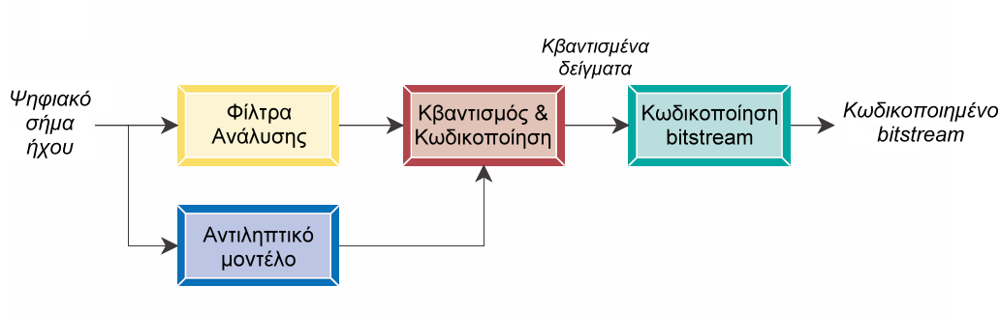 Ψηφιακό
σήμα
ήχου
Φίλτρα
Ανάλυσης
Αντιληπτικό
μοντέλο
Κβαντισμός &
Κωδικοποίηση
Κβαντισμένα
δείγματα
Κωδικοποίηση
bitstream
Κωδικοποιημένο
bitstream